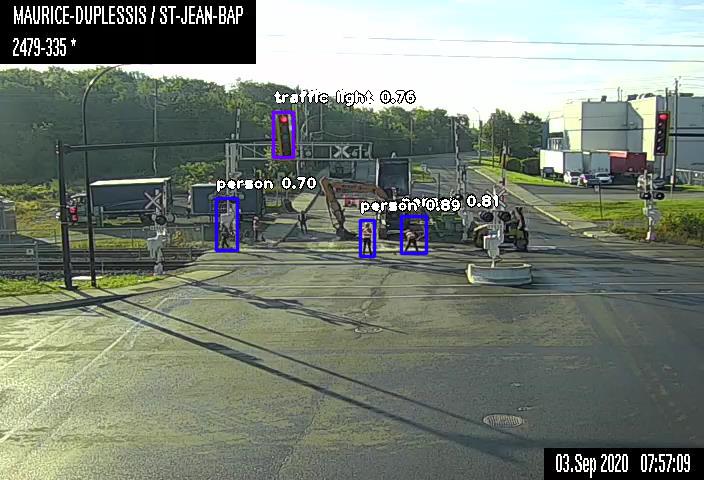 MAURICE-DUPLESSIS / ST-JEAN-BAP
2479-335 *
traffic light 0.76
person 0.70
person 0.89
0.81
03.Sep 2020 07:57:09